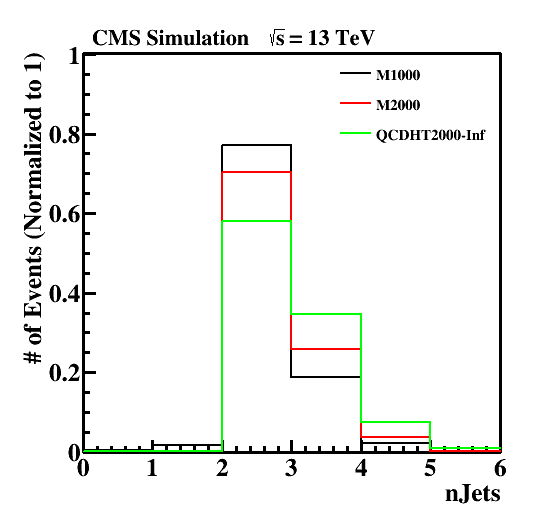 CMS Simulation √s = 13 TeV
M1000
M2000
QCDHT2000-Inf
# of Events (Normalized to 1)
1
0.8
0.6
0.4
0.2
0
0 1 2 3 4 5 6
nJets